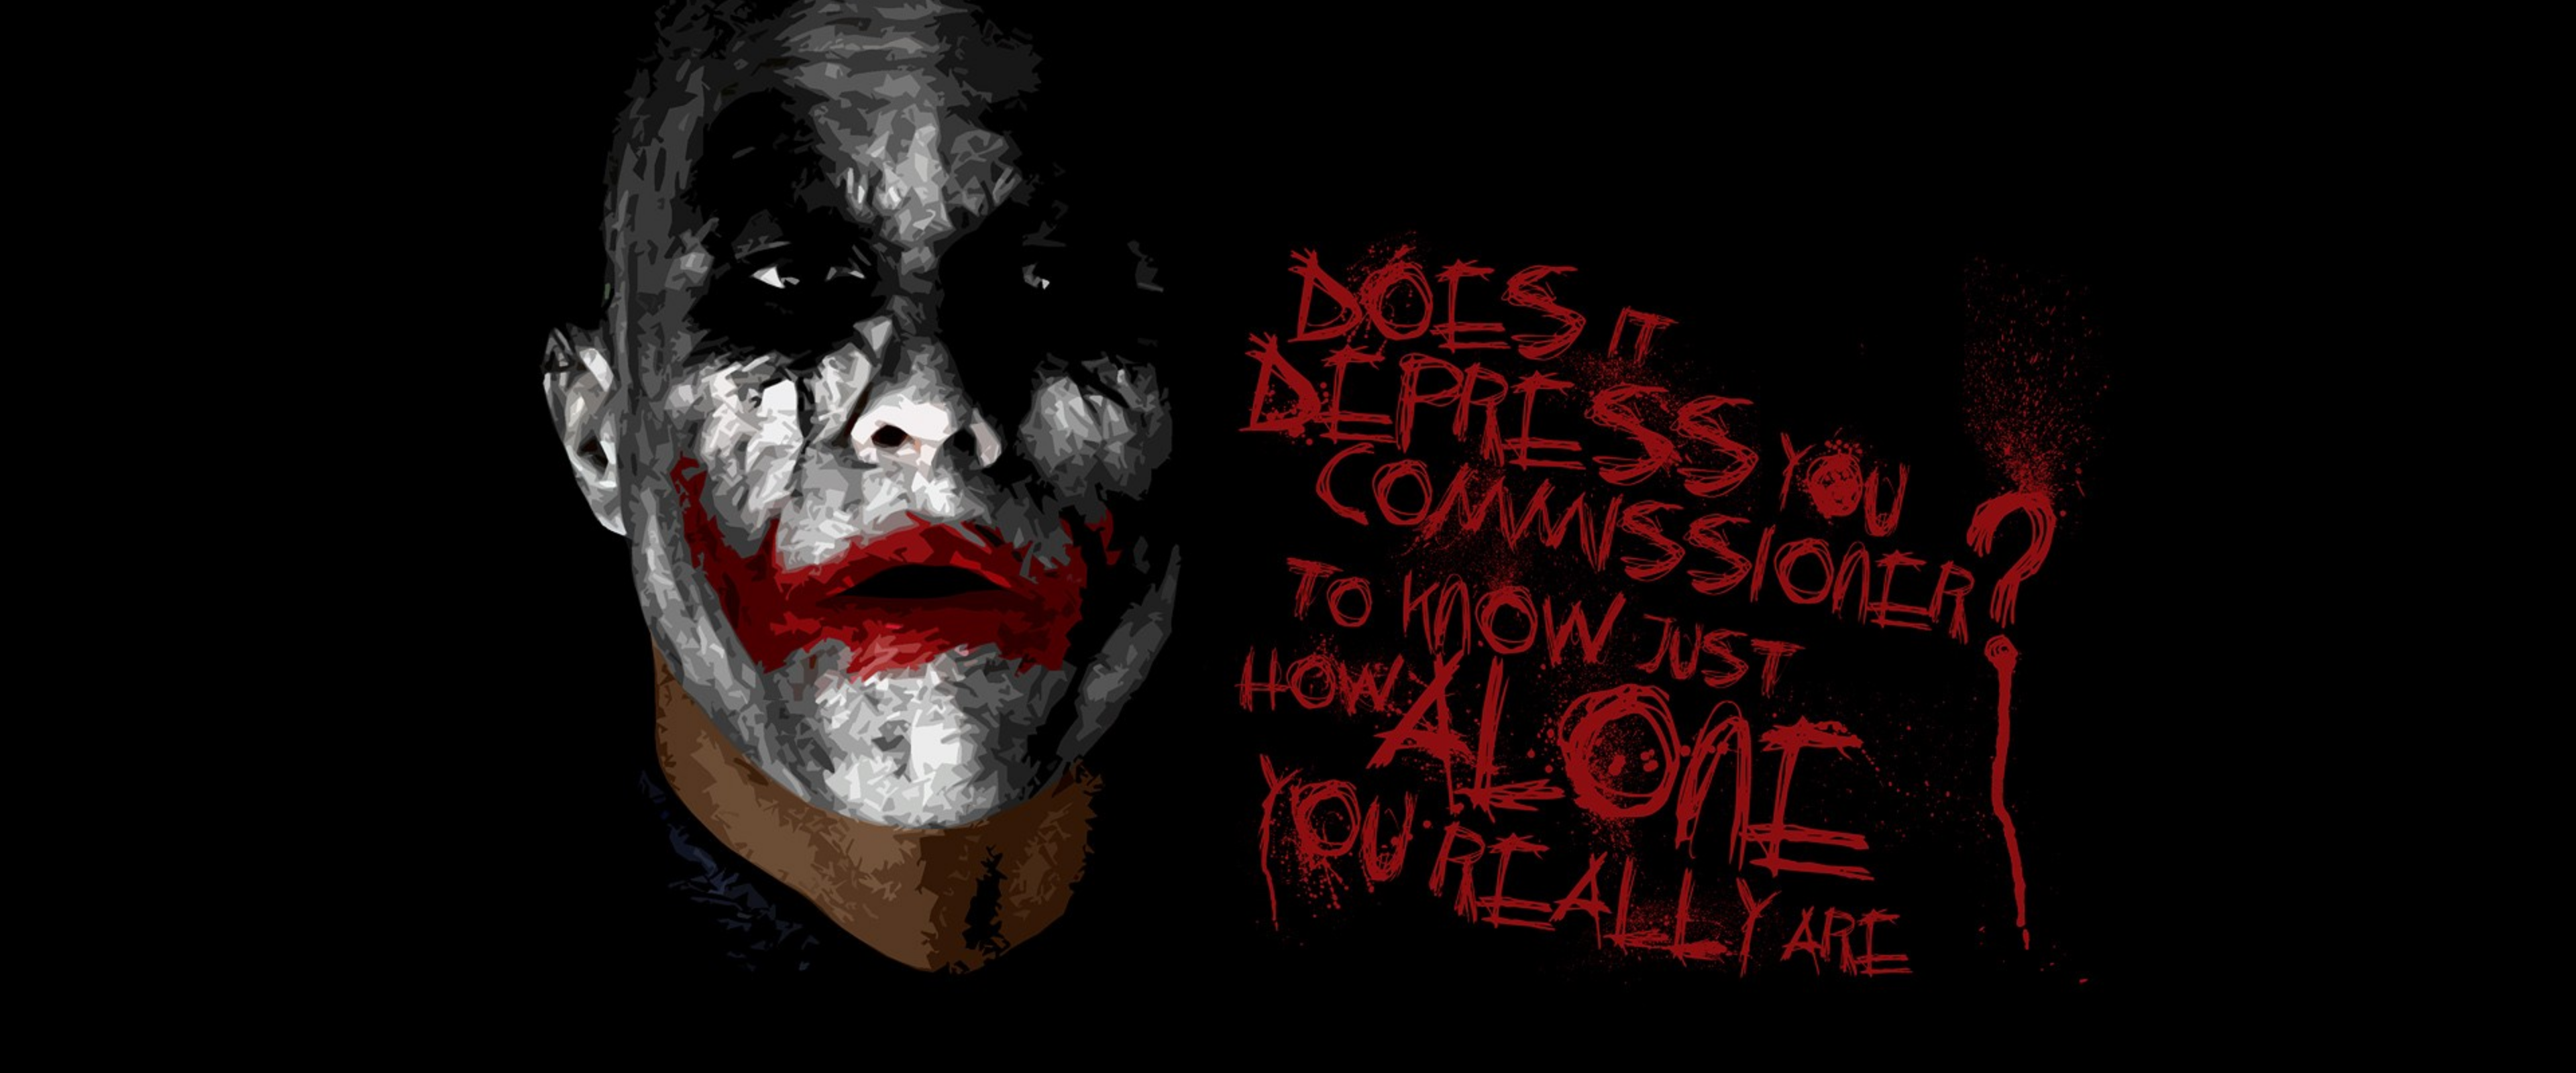 DOES IT
DEPRESS YOU
COMMISSIONER?
TO KNOW JUST
HOW ALONE
YOU REALLY ARE